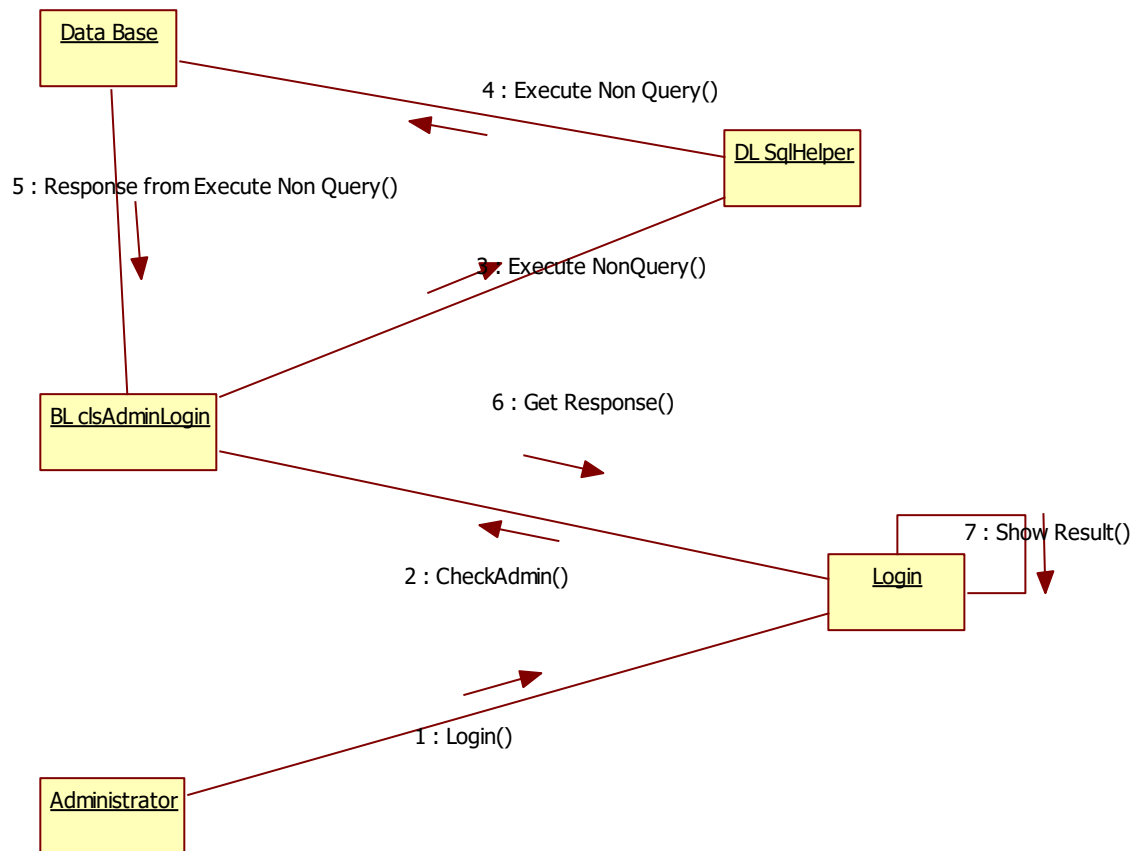 Data Base
4 : Execute Non Query()
DL SqlHelper
5 : Response from Execute Non Query()
3 : Execute NonQuery()
BL clsAdminLogin
6 : Get Response()
7 : Show Result()
2 : CheckAdmin()
Login
1 : Login()
Administrator